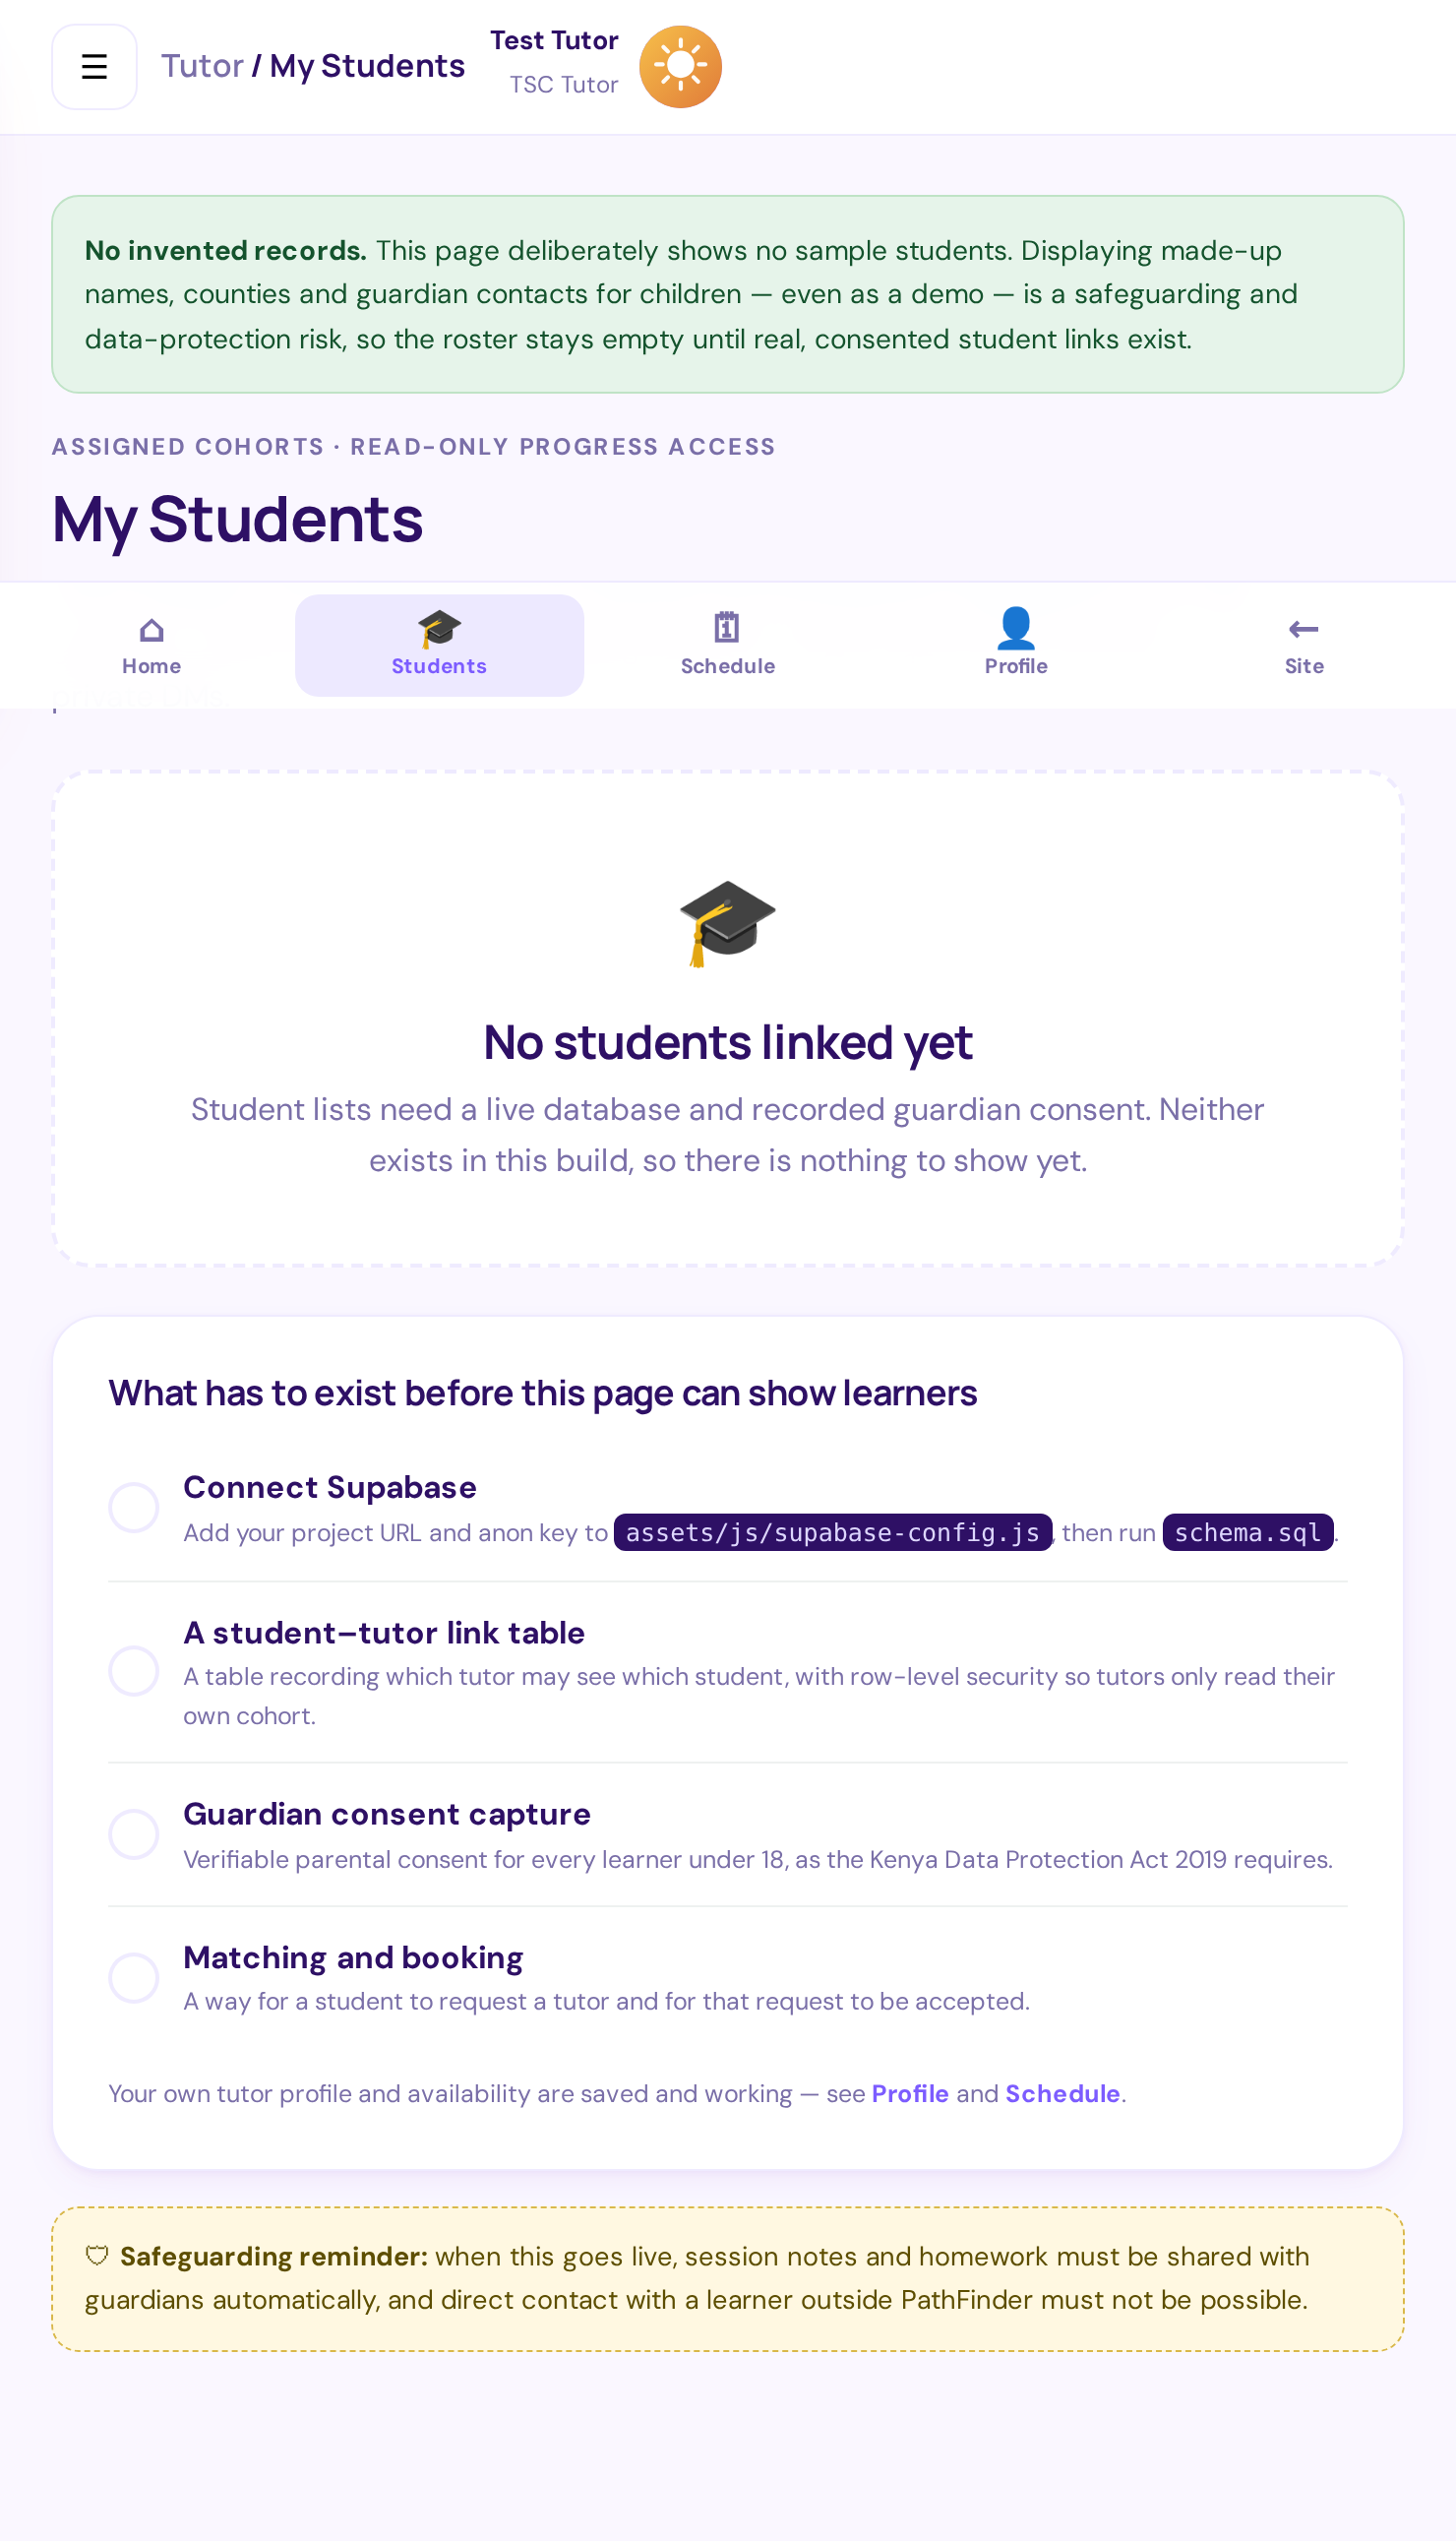 ☰ Tutor / My Students Test Tutor
TSC Tutor
No invented records. This page deliberately shows no sample students. Displaying made-up
names, counties and guardian contacts for children — even as a demo — is a safeguarding and
data-protection risk, so the roster stays empty until real, consented student links exist.
ASSIGNED COHORTS · READ-ONLY PROGRESS ACCESS
My Students
Home Students Schedule Profile Site
No students linked yet
Student lists need a live database and recorded guardian consent. Neither
exists in this build, so there is nothing to show yet.
What has to exist before this page can show learners
Connect Supabase
Add your project URL and anon key to assets/js/supabase-config.js, then run schema.sql.
A student–tutor link table
A table recording which tutor may see which student, with row-level security so tutors only read their
own cohort.
Guardian consent capture
Verifiable parental consent for every learner under 18, as the Kenya Data Protection Act 2019 requires.
Matching and booking
A way for a student to request a tutor and for that request to be accepted.
Your own tutor profile and availability are saved and working — see Profile and Schedule.
🛡 Safeguarding reminder: when this goes live, session notes and homework must be shared with
guardians automatically, and direct contact with a learner outside PathFinder must not be possible.